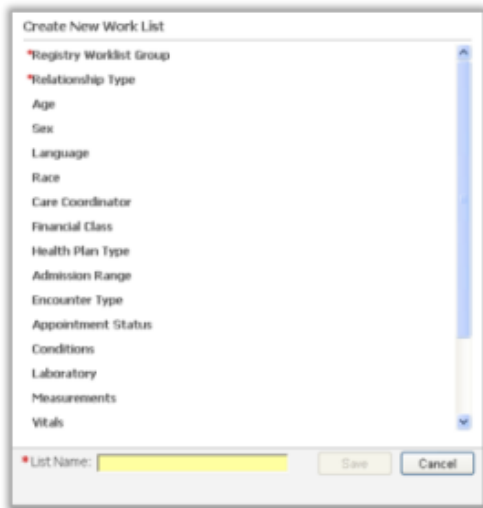 Create New Work List
*Registry Worklist Group
*Relationship Type
Age
Sex
Language
Race
Care Coordinator
Financial Class
Health Plan Type
Admission Range
Encounter Type
Appointment Status
Conditions
Laboratory
Measurements
Vitals
*List Name: Save Cancel